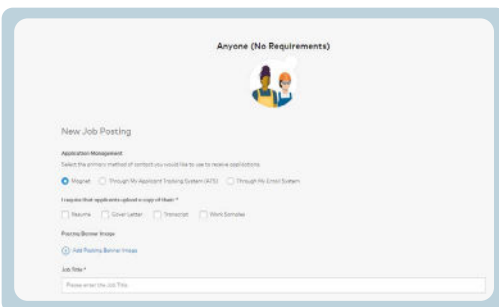 Anyone (No Requirements)
New Job Posting
Application Management
Select the primary method of contact you would like to use to receive applications.
Magnet Through My Applicant Tracking System (ATS) Through My Email System
I require that applicants upload a copy of their: *
Resume Cover Letter Transcript Work Samples
Posting Banner Image
Add Posting Banner Image
Job Title *
Please enter the Job Title.